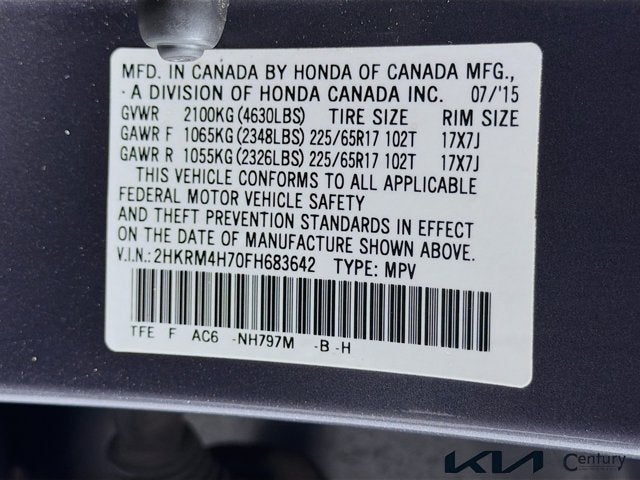 MFD. IN CANADA BY HONDA OF CANADA MFG.,
A DIVISION OF HONDA CANADA INC. 07/'15
GVWR 2100KG(4630LBS) TIRE SIZE RIM SIZE
GAWR F 1065KG(2348LBS)225/65R17 102T 17X7J
GAWR R 1055KG(2326LBS)225/65R17 102T 17X7J
THIS VEHICLE CONFORMS TO ALL APPLICABLE
FEDERAL MOTOR VEHICLE SAFETY
AND THEFT PREVENTION STANDARDS IN EFFECT
ON THE DATE OF MANUFACTURE SHOWN ABOVE.
V.I.N.:2HKRM4H70FH683642 TYPE: MPV
TFE F AC6 -NH797M -B -H
KIA Century